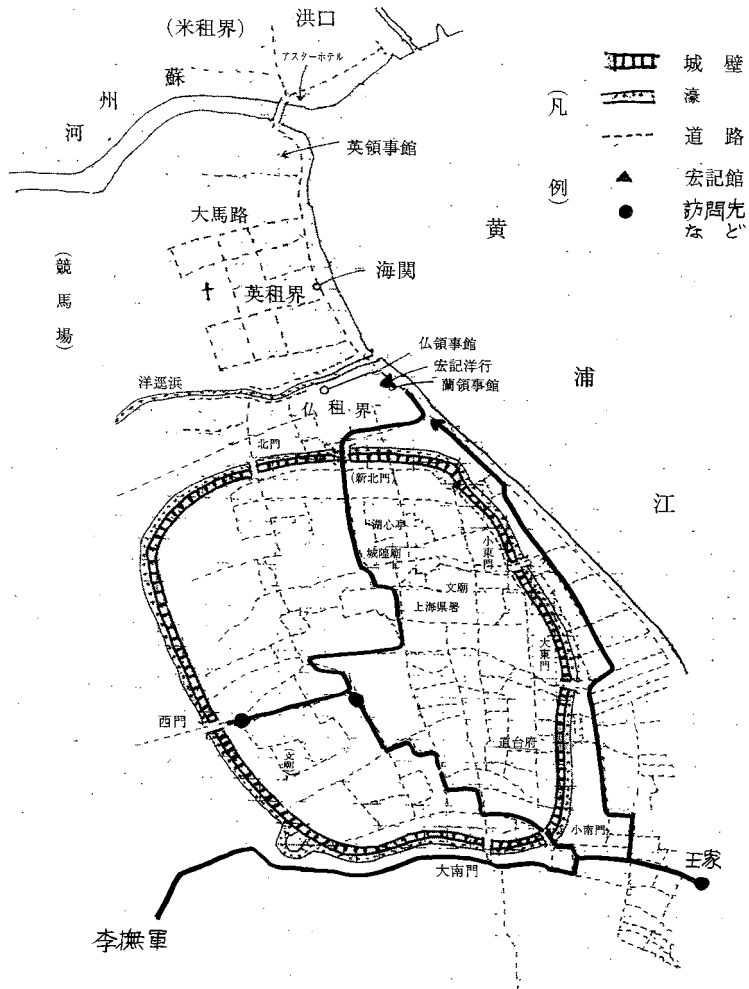 (米租界)
洪口
アスターホテル
蘇
州
河
英領事館
大馬路
海関
英租界
(競馬場)
黄
浦
江
仏領事館
宏記洋行
蘭領事館
洋逕浜
仏租界
北門
(新北門)
湖心亭
城隍廟
小東門
文廟
上海県署
大東門
西門
(文廟)
道台府
小南門
大南門
王家
李撫軍
(凡例)
城壁
濠
道路
宏記館
訪問先
など